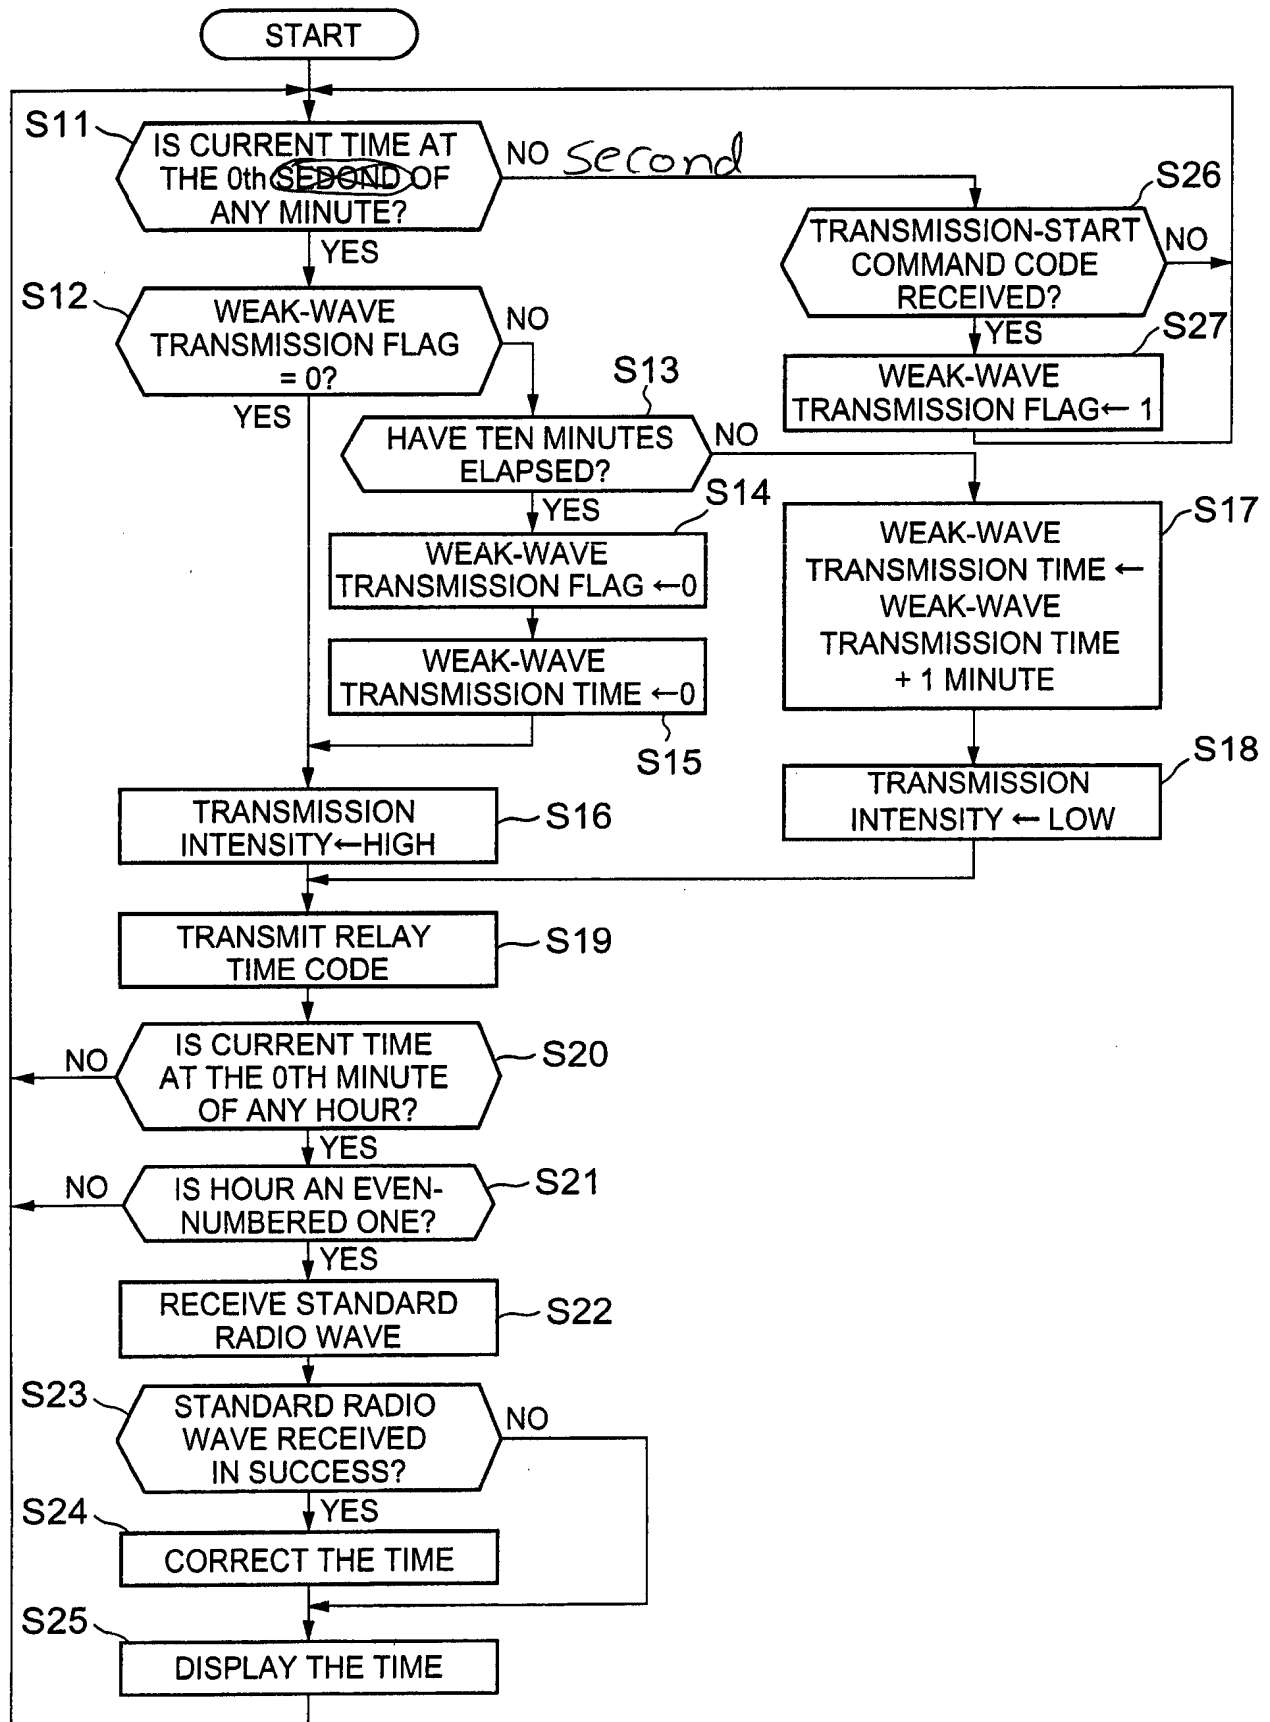 START
S11
IS CURRENT TIME AT
THE 0th SEDOND OF
ANY MINUTE?
NO
second
YES
S26
TRANSMISSION-START
COMMAND CODE
RECEIVED?
NO
YES
S27
WEAK-WAVE
TRANSMISSION FLAG← 1
S12
WEAK-WAVE
TRANSMISSION FLAG
= 0?
NO
YES
S13
HAVE TEN MINUTES
ELAPSED?
NO
YES
S14
WEAK-WAVE
TRANSMISSION FLAG ←0
WEAK-WAVE
TRANSMISSION TIME ←0
S15
S17
WEAK-WAVE
TRANSMISSION TIME ←
WEAK-WAVE
TRANSMISSION TIME
+ 1 MINUTE
S18
TRANSMISSION
INTENSITY ← LOW
TRANSMISSION
INTENSITY←HIGH
S16
TRANSMIT RELAY
TIME CODE
S19
IS CURRENT TIME
AT THE 0TH MINUTE
OF ANY HOUR?
S20
NO
YES
IS HOUR AN EVEN-
NUMBERED ONE?
S21
NO
YES
RECEIVE STANDARD
RADIO WAVE
S22
S23
STANDARD RADIO
WAVE RECEIVED
IN SUCCESS?
NO
YES
S24
CORRECT THE TIME
S25
DISPLAY THE TIME